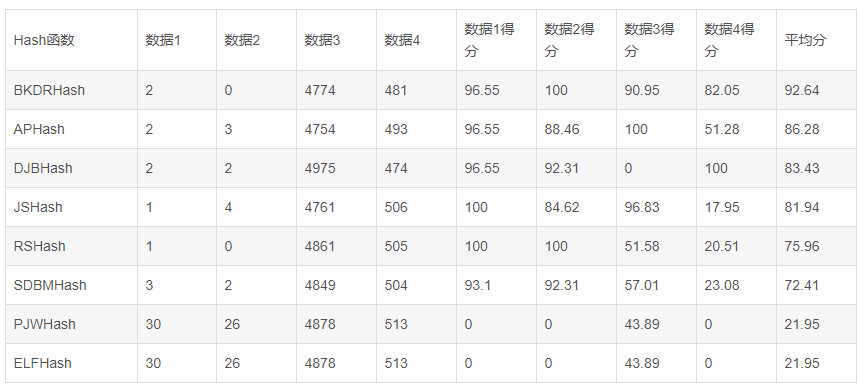 Hash函数 数据1 数据2 数据3 数据4 数据1得分 数据2得分 数据3得分 数据4得分 平均分
BKDRHash 2 0 4774 481 96.55 100 90.95 82.05 92.64
APHash 2 3 4754 493 96.55 88.46 100 51.28 86.28
DJBHash 2 2 4975 474 96.55 92.31 0 100 83.43
JSHash 1 4 4761 506 100 84.62 96.83 17.95 81.94
RSHash 1 0 4861 505 100 100 51.58 20.51 75.96
SDBMHash 3 2 4849 504 93.1 92.31 57.01 23.08 72.41
PJWHash 30 26 4878 513 0 0 43.89 0 21.95
ELFHash 30 26 4878 513 0 0 43.89 0 21.95